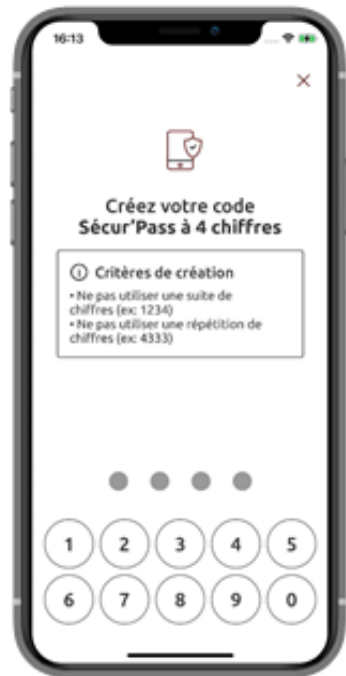 16:13
Créez votre code
Sécur'Pass à 4 chiffres
Critères de création
• Ne pas utiliser une suite de
chiffres (ex: 1234)
• Ne pas utiliser une répétition de
chiffres (ex: 4333)
1 2 3 4 5
6 7 8 9 0